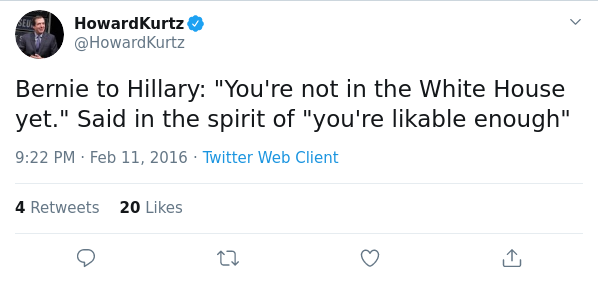 HowardKurtz
@HowardKurtz
Bernie to Hillary: "You're not in the White House
yet." Said in the spirit of "you're likable enough"
9:22 PM · Feb 11, 2016 · Twitter Web Client
4 Retweets 20 Likes